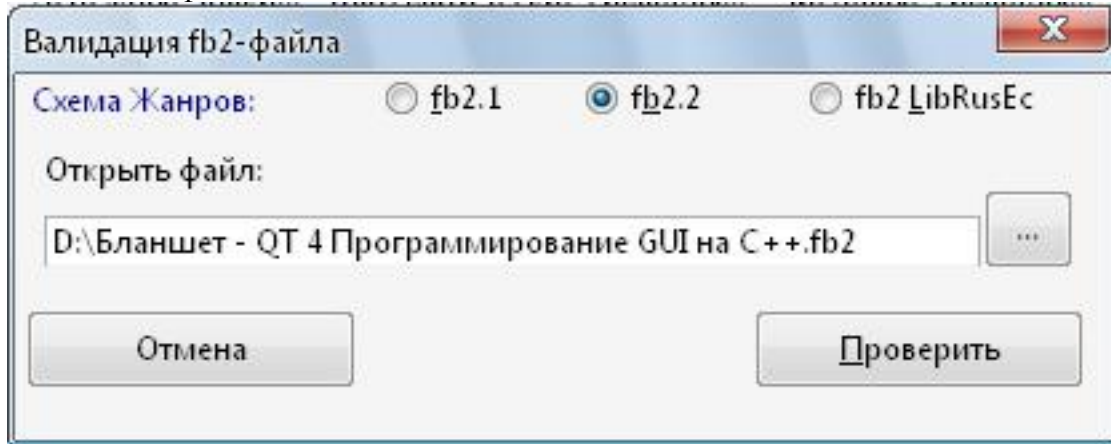 Валидация fb2-файла
Схема Жанров: fb2.1 fb2.2 fb2 LibRusEc
Открыть файл:
D:\Бланшет - QT 4 Программирование GUI на C++.fb2 ...
Отмена Проверить